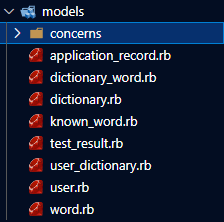 models
concerns
application_record.rb
dictionary_word.rb
dictionary.rb
known_word.rb
test_result.rb
user_dictionary.rb
user.rb
word.rb